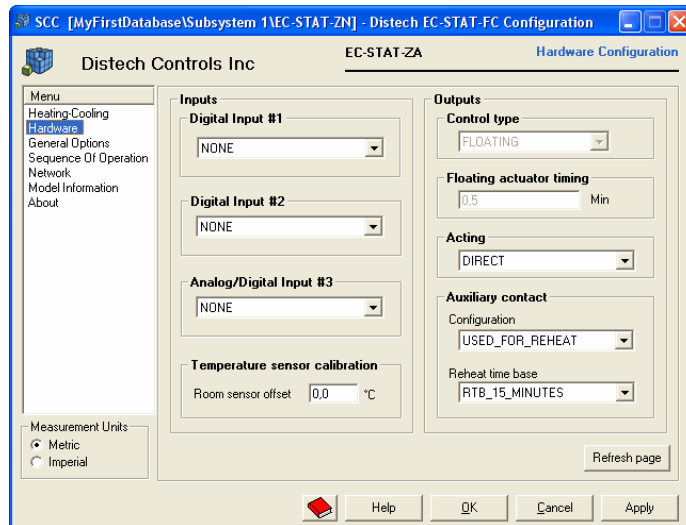 SCC [MyFirstDatabase\Subsystem 1\EC-STAT-ZN] - Distech EC-STAT-FC Configuration
Distech Controls Inc
EC-STAT-ZA
Hardware Configuration
Menu
Heating-Cooling
Hardware
General Options
Sequence Of Operation
Network
Model Information
About
Measurement Units
Metric
Imperial
Inputs
Digital Input #1
NONE
Digital Input #2
NONE
Analog/Digital Input #3
NONE
Temperature sensor calibration
Room sensor offset 0,0 °C
Outputs
Control type
FLOATING
Floating actuator timing
0,5 Min
Acting
DIRECT
Auxiliary contact
Configuration
USED_FOR_REHEAT
Reheat time base
RTB_15_MINUTES
Refresh page
Help
OK
Cancel
Apply